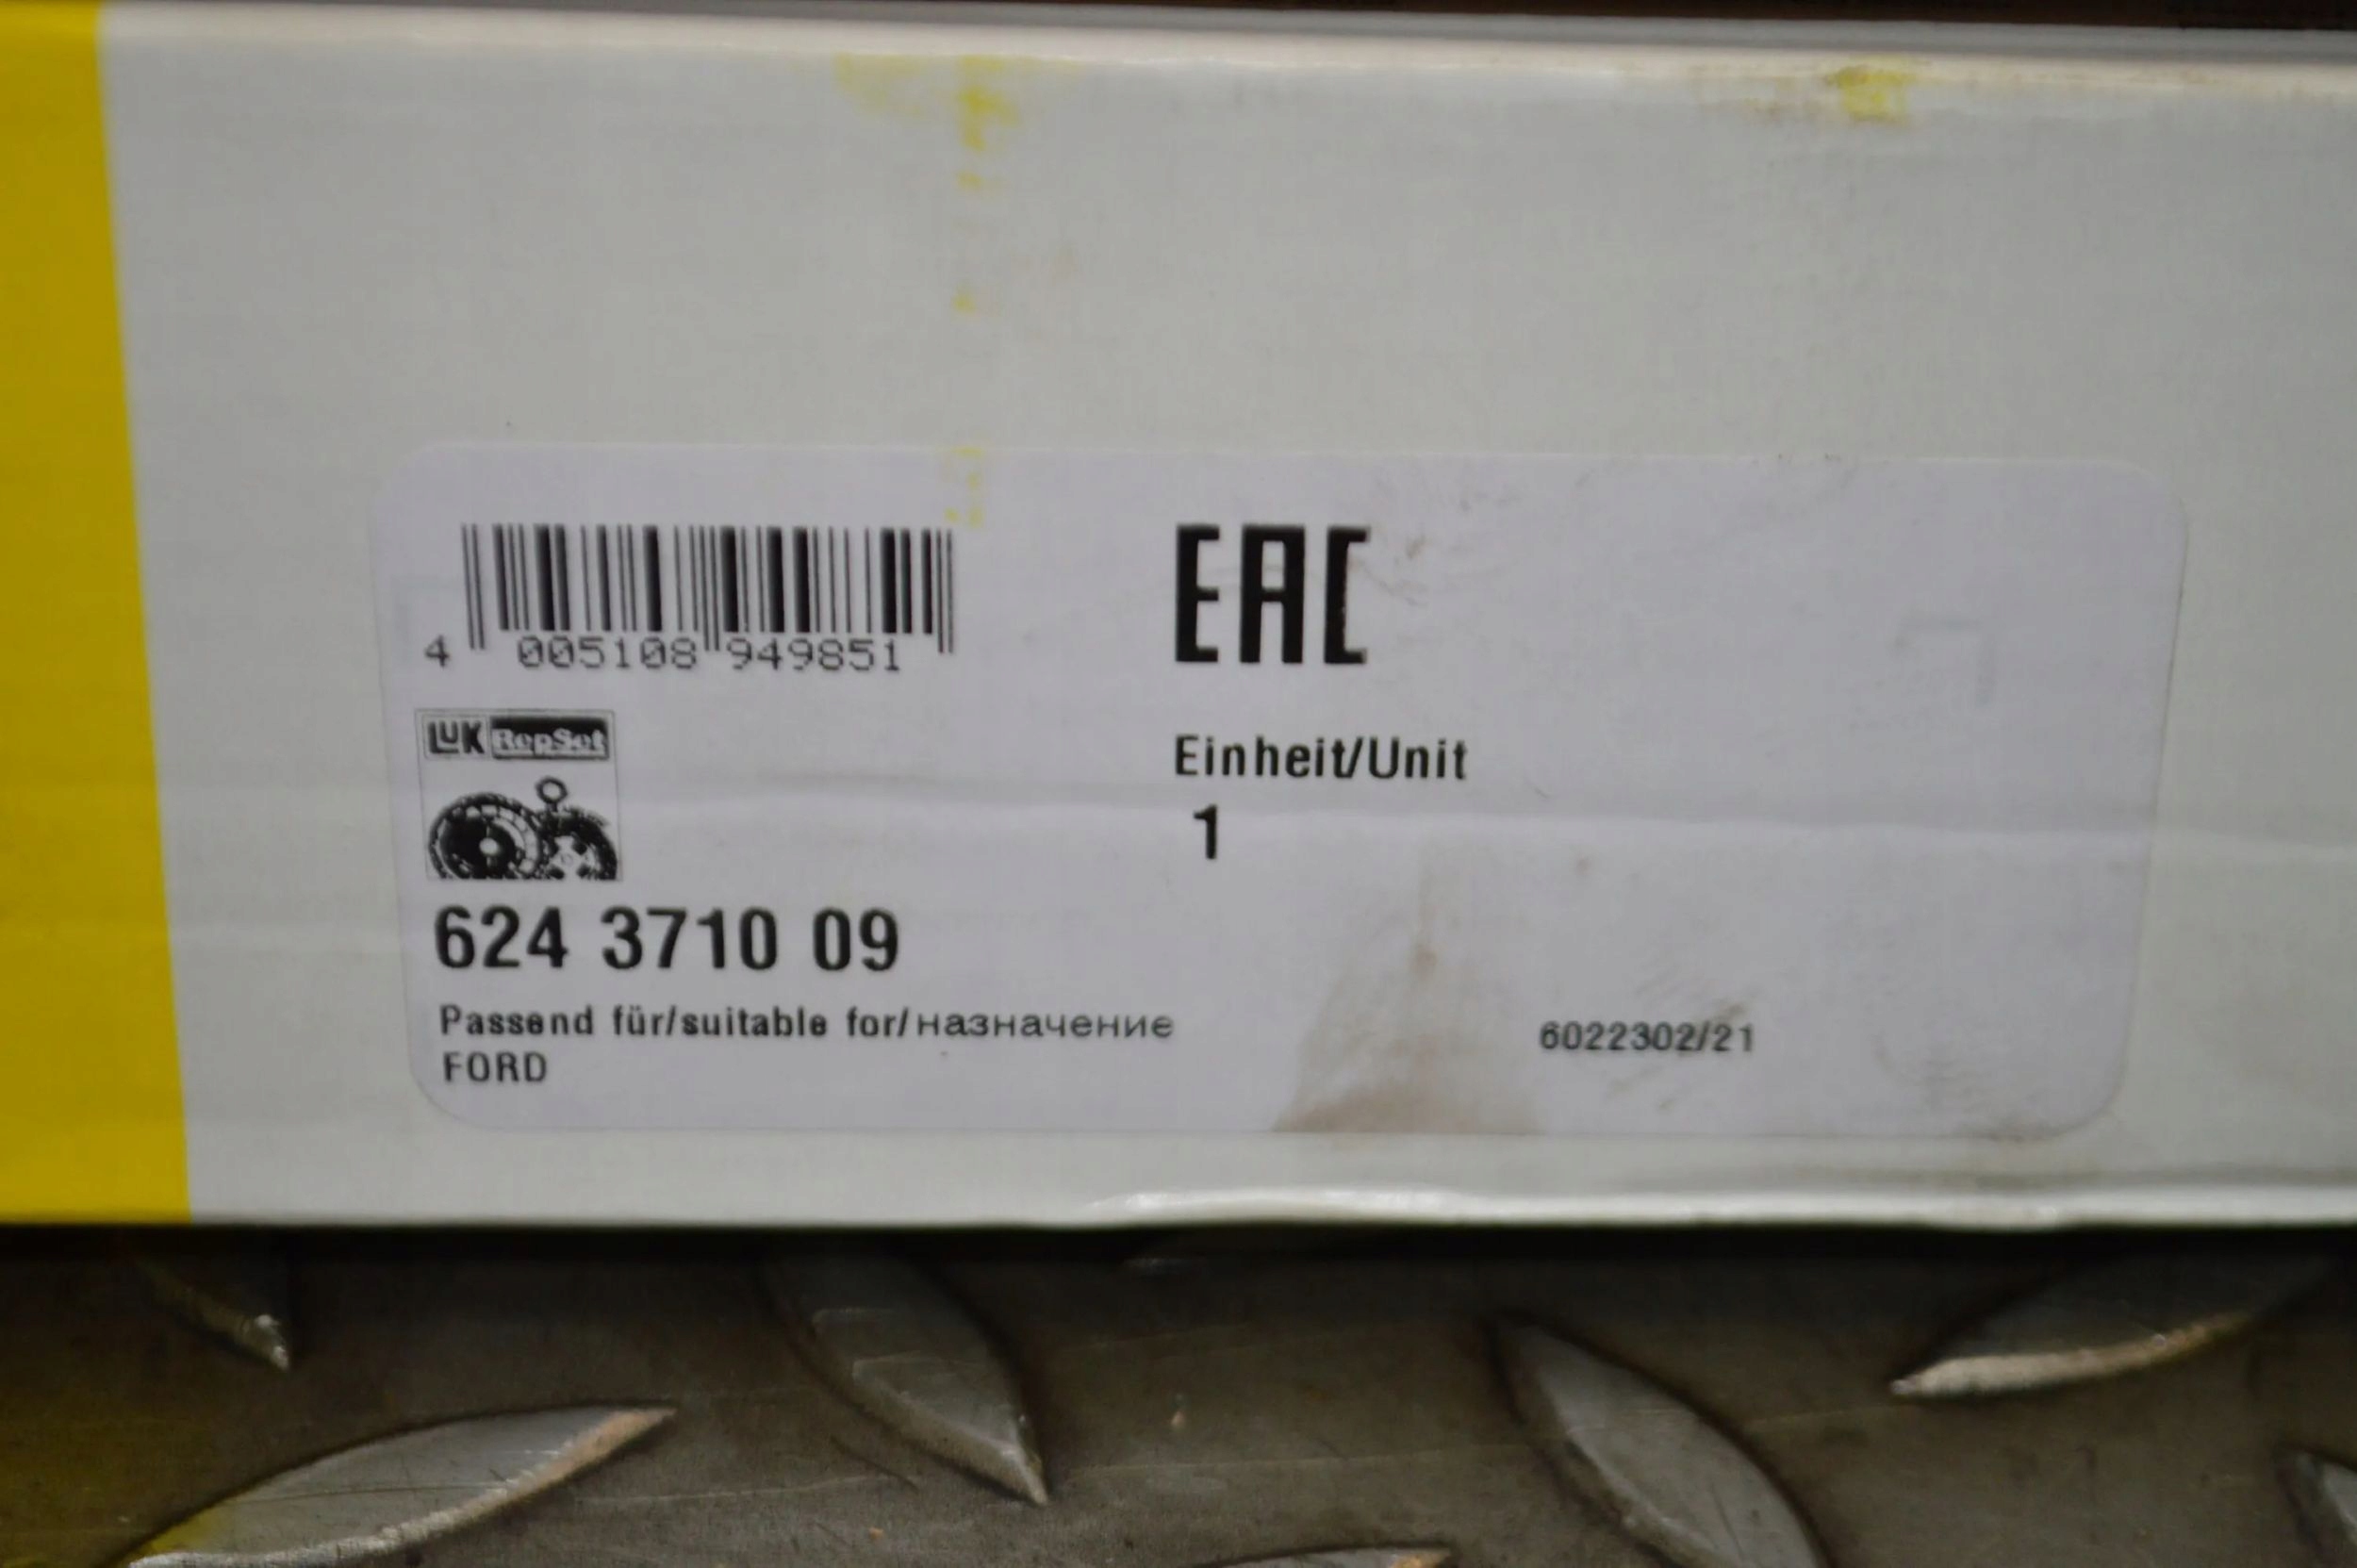 4 005108 949851
EAC
LUK RepSet
Einheit/Unit
1
624 3710 09
Passend für/suitable for/назначение
6022302/21
FORD